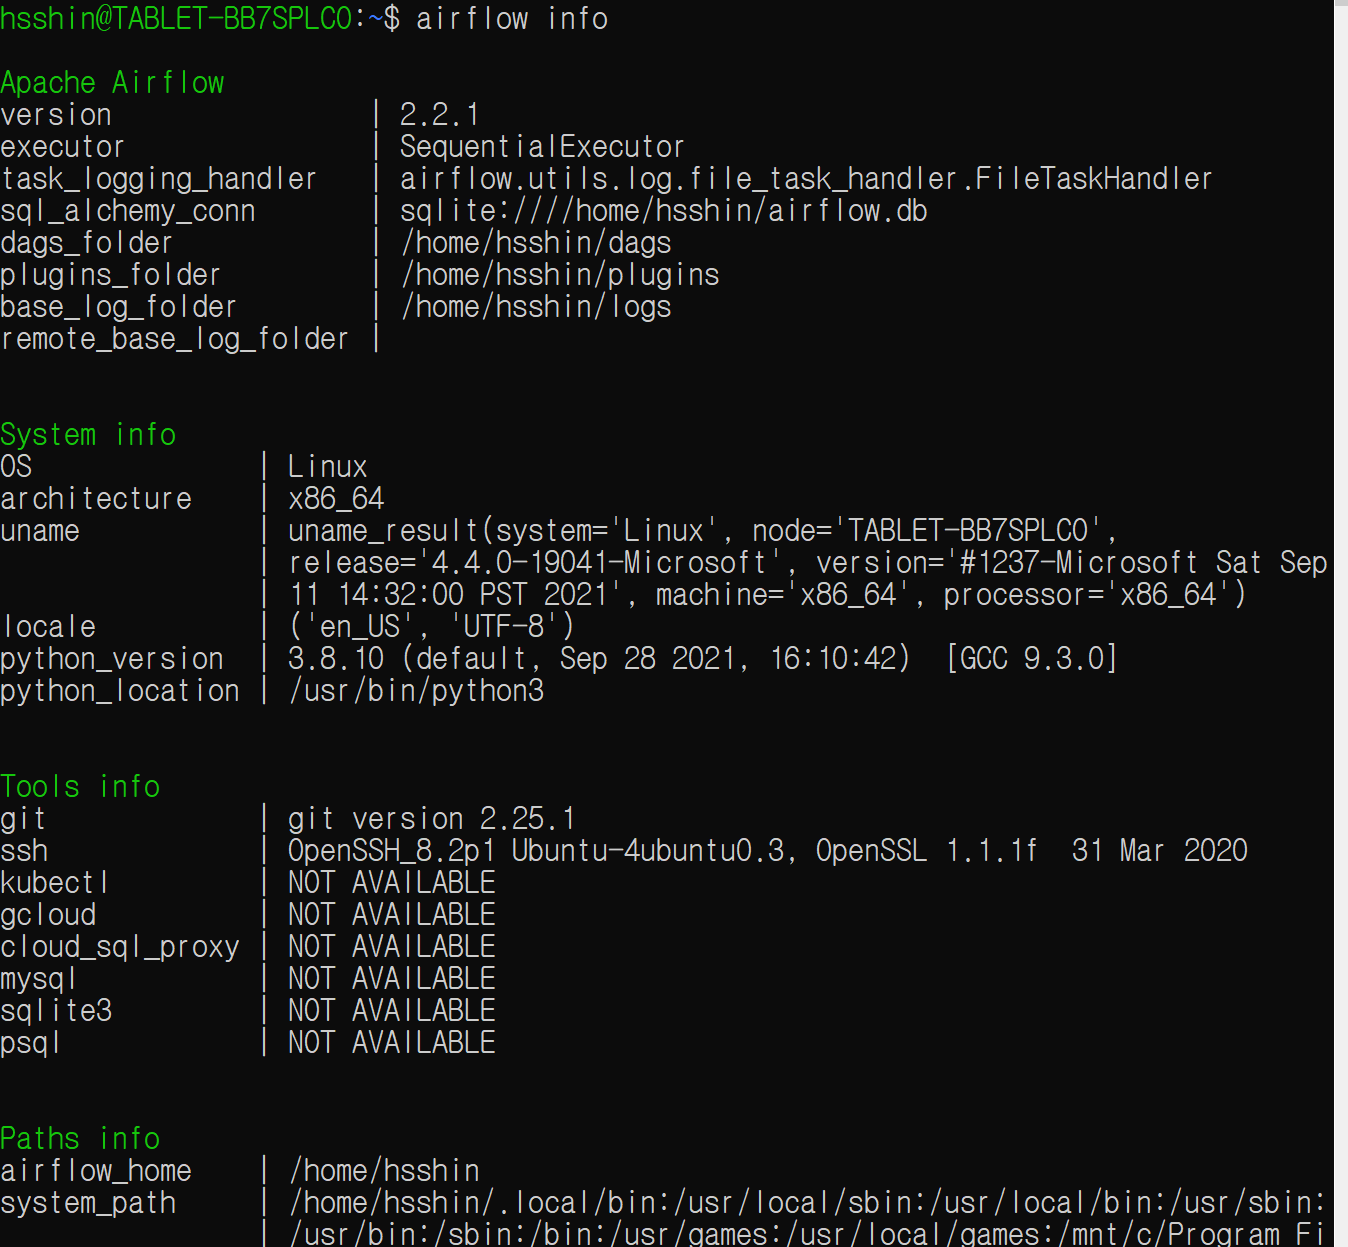 hsshin@TABLET-BB7SPLC0:~$ airflow info
Apache Airflow
version | 2.2.1
executor | SequentialExecutor
task_logging_handler | airflow.utils.log.file_task_handler.FileTaskHandler
sql_alchemy_conn | sqlite:////home/hsshin/airflow.db
dags_folder | /home/hsshin/dags
plugins_folder | /home/hsshin/plugins
base_log_folder | /home/hsshin/logs
remote_base_log_folder |
System info
OS | Linux
architecture | x86_64
uname | uname_result(system='Linux', node='TABLET-BB7SPLC0',
| release='4.4.0-19041-Microsoft', version='#1237-Microsoft Sat Sep
| 11 14:32:00 PST 2021', machine='x86_64', processor='x86_64')
locale | ('en_US', 'UTF-8')
python_version | 3.8.10 (default, Sep 28 2021, 16:10:42)  [GCC 9.3.0]
python_location | /usr/bin/python3
Tools info
git | git version 2.25.1
ssh | OpenSSH_8.2p1 Ubuntu-4ubuntu0.3, OpenSSL 1.1.1f  31 Mar 2020
kubectl | NOT AVAILABLE
gcloud | NOT AVAILABLE
cloud_sql_proxy | NOT AVAILABLE
mysql | NOT AVAILABLE
sqlite3 | NOT AVAILABLE
psql | NOT AVAILABLE
Paths info
airflow_home | /home/hsshin
system_path | /home/hsshin/.local/bin:/usr/local/sbin:/usr/local/bin:/usr/sbin:
| /usr/bin:/sbin:/bin:/usr/games:/usr/local/games:/mnt/c/Program Fi